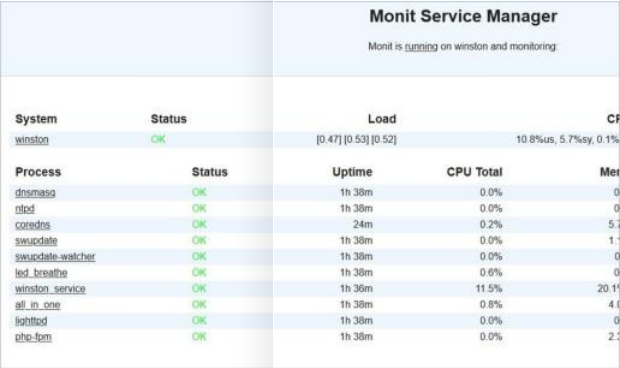 Monit Service Manager
Monit is running on winston and monitoring:
System Status Load
winston OK [0.47] [0.53] [0.52] 10.8%us, 5.7%sy, 0.1%
Process Status Uptime CPU Total
dnsmasq OK 1h 38m 0.0%
ntpd OK 1h 38m 0.0%
coredns OK 24m 0.2%
swupdate OK 1h 38m 0.0%
swupdate-watcher OK 1h 38m 0.0%
led_breathe OK 1h 38m 0.6%
winston_service OK 1h 36m 11.5% 20.1%
all_in_one OK 1h 38m 0.8%
lighttpd OK 1h 38m 0.0%
php-fpm OK 1h 38m 0.0%